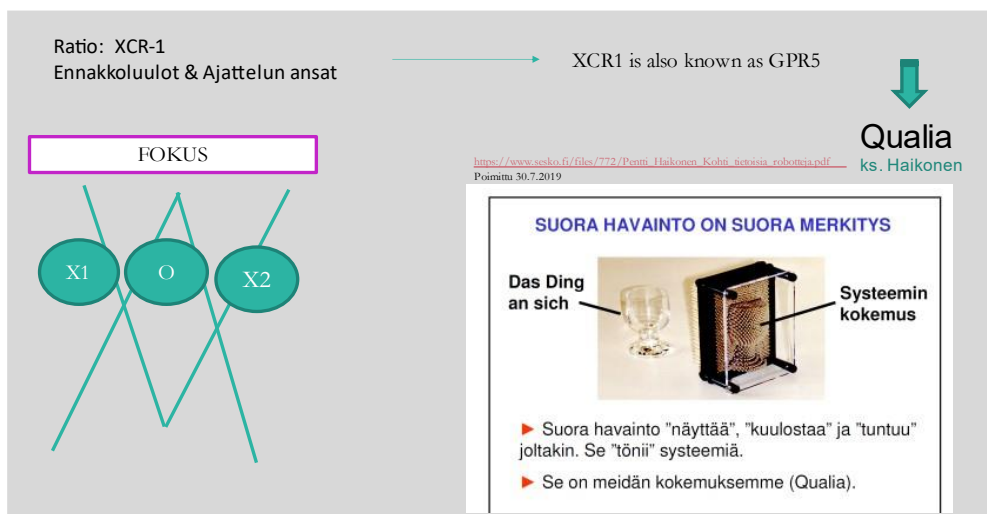 Ratio: XCR-1
Ennakkoluulot & Ajattelun ansat
XCR1 is also known as GPR5
Qualia
ks. Haikonen
FOKUS
https://www.sesko.fi/files/772/Pentti_Haikonen_Kohti_tietoisia_robotteja.pdf
Poimittu 30.7.2019
X1
O
X2
SUORA HAVAINTO ON SUORA MERKITYS
Das Ding
an sich
Systeemin
kokemus
► Suora havainto ”näyttää”, ”kuulostaa” ja ”tuntuu”
joltakin. Se ”tönii” systeemiä.
► Se on meidän kokemuksemme (Qualia).